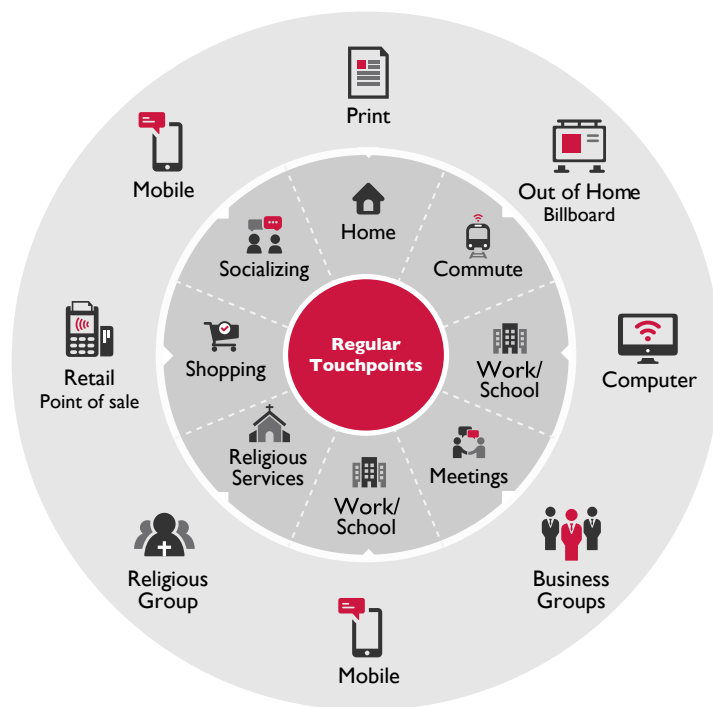 Print
Mobile
Out of Home
Billboard
Home
Socializing
Commute
Regular
Touchpoints
Shopping
Work/
School
Retail
Point of sale
Computer
Religious
Services
Meetings
Work/
School
Religious
Group
Business
Groups
Mobile